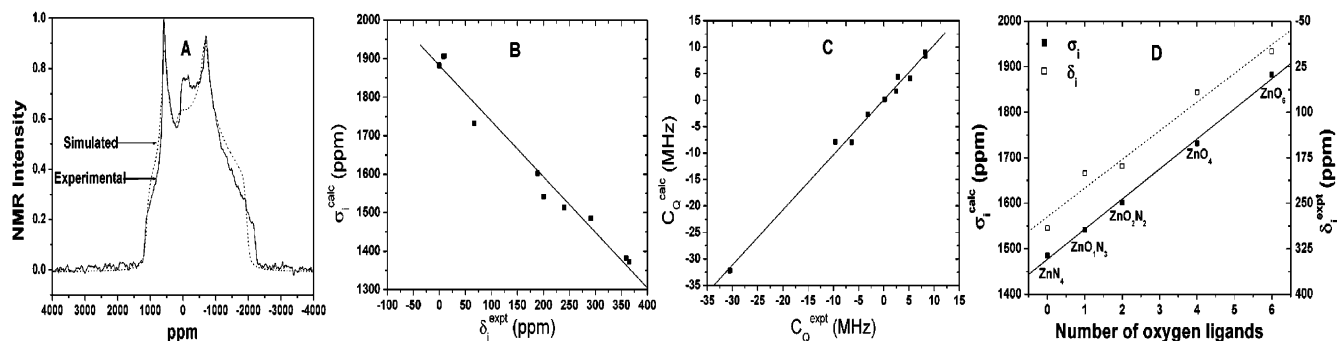 A
NMR Intensity
1.0
0.8
0.6
0.4
0.2
0.0
Simulated
Experimental
4000 3000 2000 1000 0 -1000 -2000 -3000 -4000
ppm
B
σᵢᶜᵃˡᶜ (ppm)
2000
1900
1800
1700
1600
1500
1400
1300
-100 -50 0 50 100 150 200 250 300 350 400
δᵢᵉˣᵖᵗ (ppm)
C
C_Q^calc (MHz)
15
10
5
0
-5
-10
-15
-20
-25
-30
-35
-35 -30 -25 -20 -15 -10 -5 0 5 10 15
C_Q^expt (MHz)
D
σᵢ
δᵢ
σᵢᶜᵃˡᶜ (ppm)
2000
1900
1800
1700
1600
1500
1400
ZnN₄
ZnO₁N₃
ZnO₂N₂
ZnO₄
ZnO₆
0 1 2 3 4 5 6
Number of oxygen ligands
-50
25
100
175
250
325
400
δᵢᵉˣᵖᵗ (ppm)